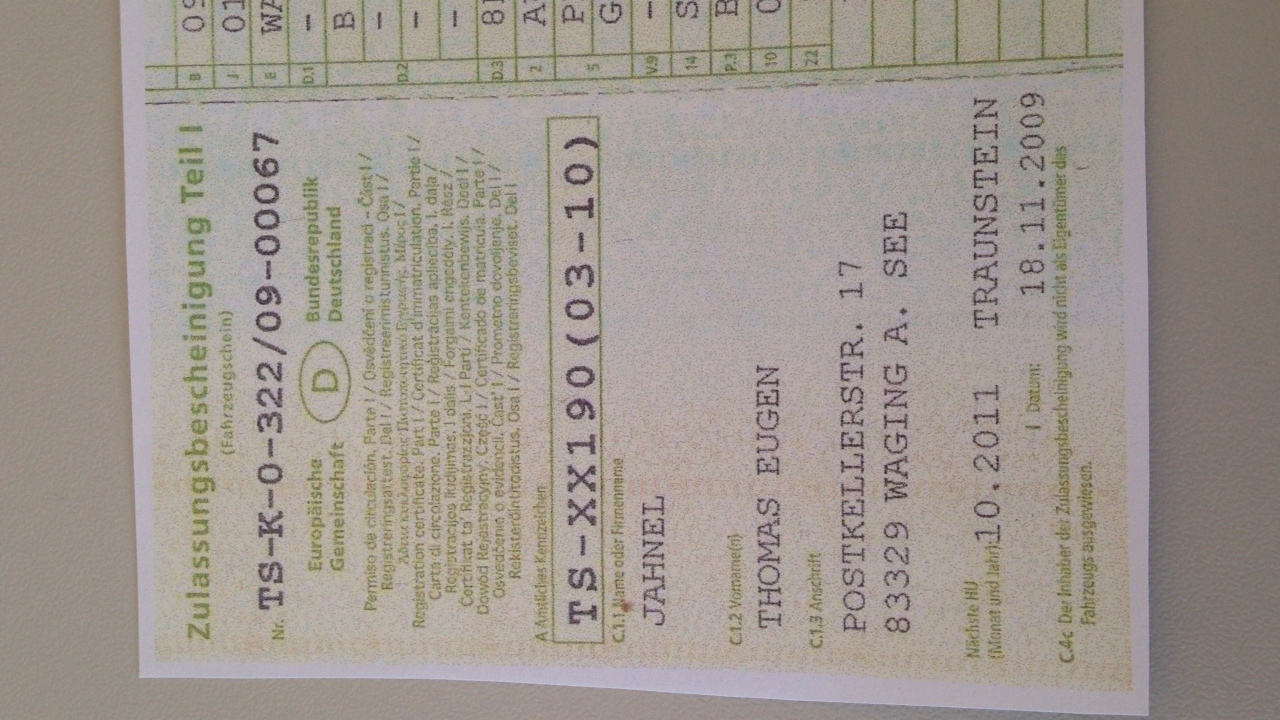 Zulassungsbescheinigung Teil I
(Fahrzeugschein)
Nr. TS-K-0-322/09-00067
Europäische Gemeinschaft
D
Bundesrepublik Deutschland
Permiso de circulación. Parte I / Osvědčení o registraci – Část I /
Registreringsattest. Del I / Registreerimistunnistus. Osa I /
Άδεια κυκλοφορίας/Πιστοποιητικό Εγγραφής. Μέρος I /
Registration certificate. Part I / Certificat d'immatriculation. Partie I /
Carta di circolazione. Parte I / Reģistrācijas apliecība. I. daļa /
Registracijos liudijimas. I dalis / Forgalmi engedély. I. Rész /
Ċertifikat ta' Reġistrazzjoni. L-I Parti / Kentekenbewijs. Deel I /
Dowód Rejestracyjny. Część I / Certificado de matrícula. Parte I /
Osvedčenie o evidencii. Časť I / Prometno dovoljenje. Del I /
Rekisteröintitodistus. Osa I / Registreringsbeviset. Del I
A Amtliches Kennzeichen
TS-XX190(03-10)
C.1.1 Name oder Firmenname
JAHNEL
C.1.2 Vorname(n)
THOMAS EUGEN
C.1.3 Anschrift
POSTKELLERSTR. 17
83329 WAGING A. SEE
Nächste HU
(Monat und Jahr): 10.2011 TRAUNSTEIN
I Datum: 18.11.2009
C.4c Der Inhaber der Zulassungsbescheinigung wird nicht als Eigentümer des
Fahrzeugs ausgewiesen.
B 09
J 01
E WA
D.1 -
B
D.2 -
-
-
D.3 8
2 A
P
5
G
V.9 -
14 S
P.3 B
10
22